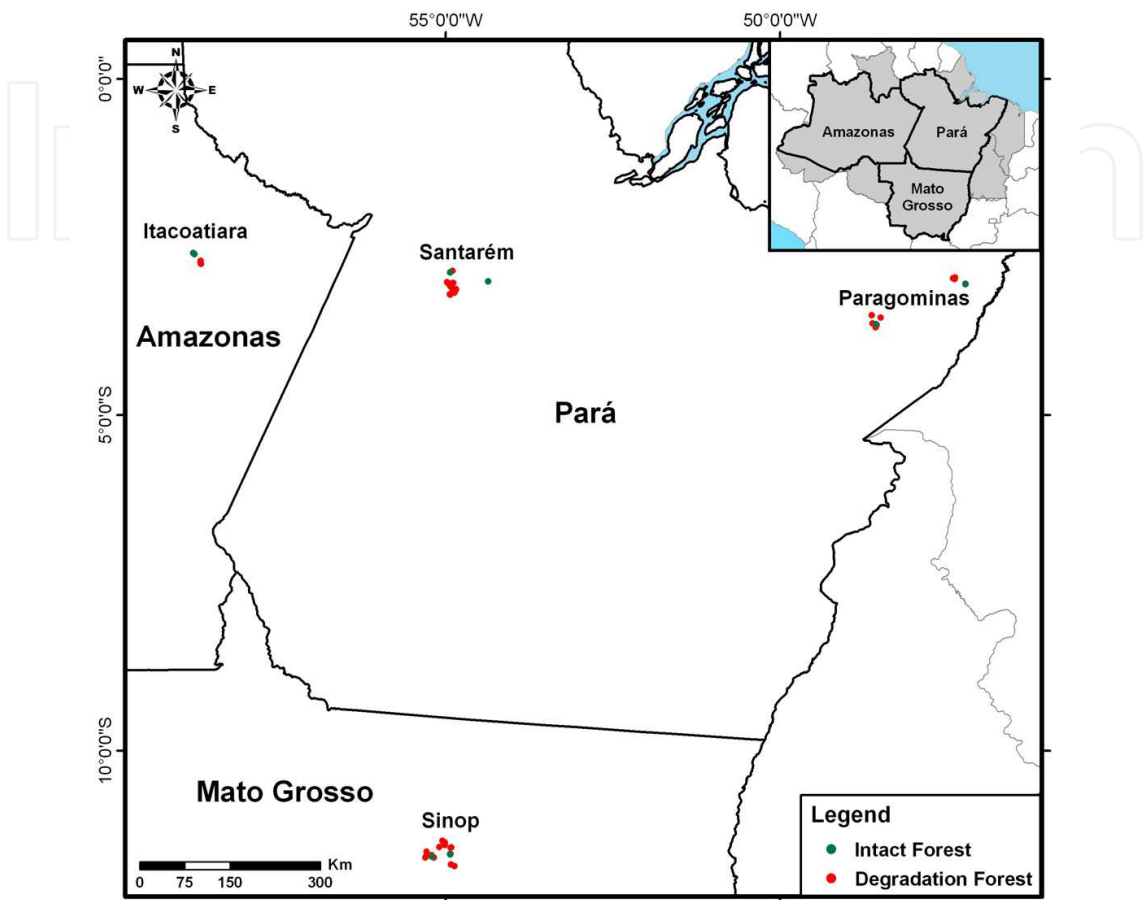 55°0'0"W
50°0'0"W
0°0'0"
5°0'0"S
10°0'0"S
N
W
E
S
Amazonas
Pará
Mato
Grosso
Itacoatiara
Santarém
Paragominas
Amazonas
Pará
Mato Grosso
Sinop
Km
0 75 150 300
Legend
Intact Forest
Degradation Forest